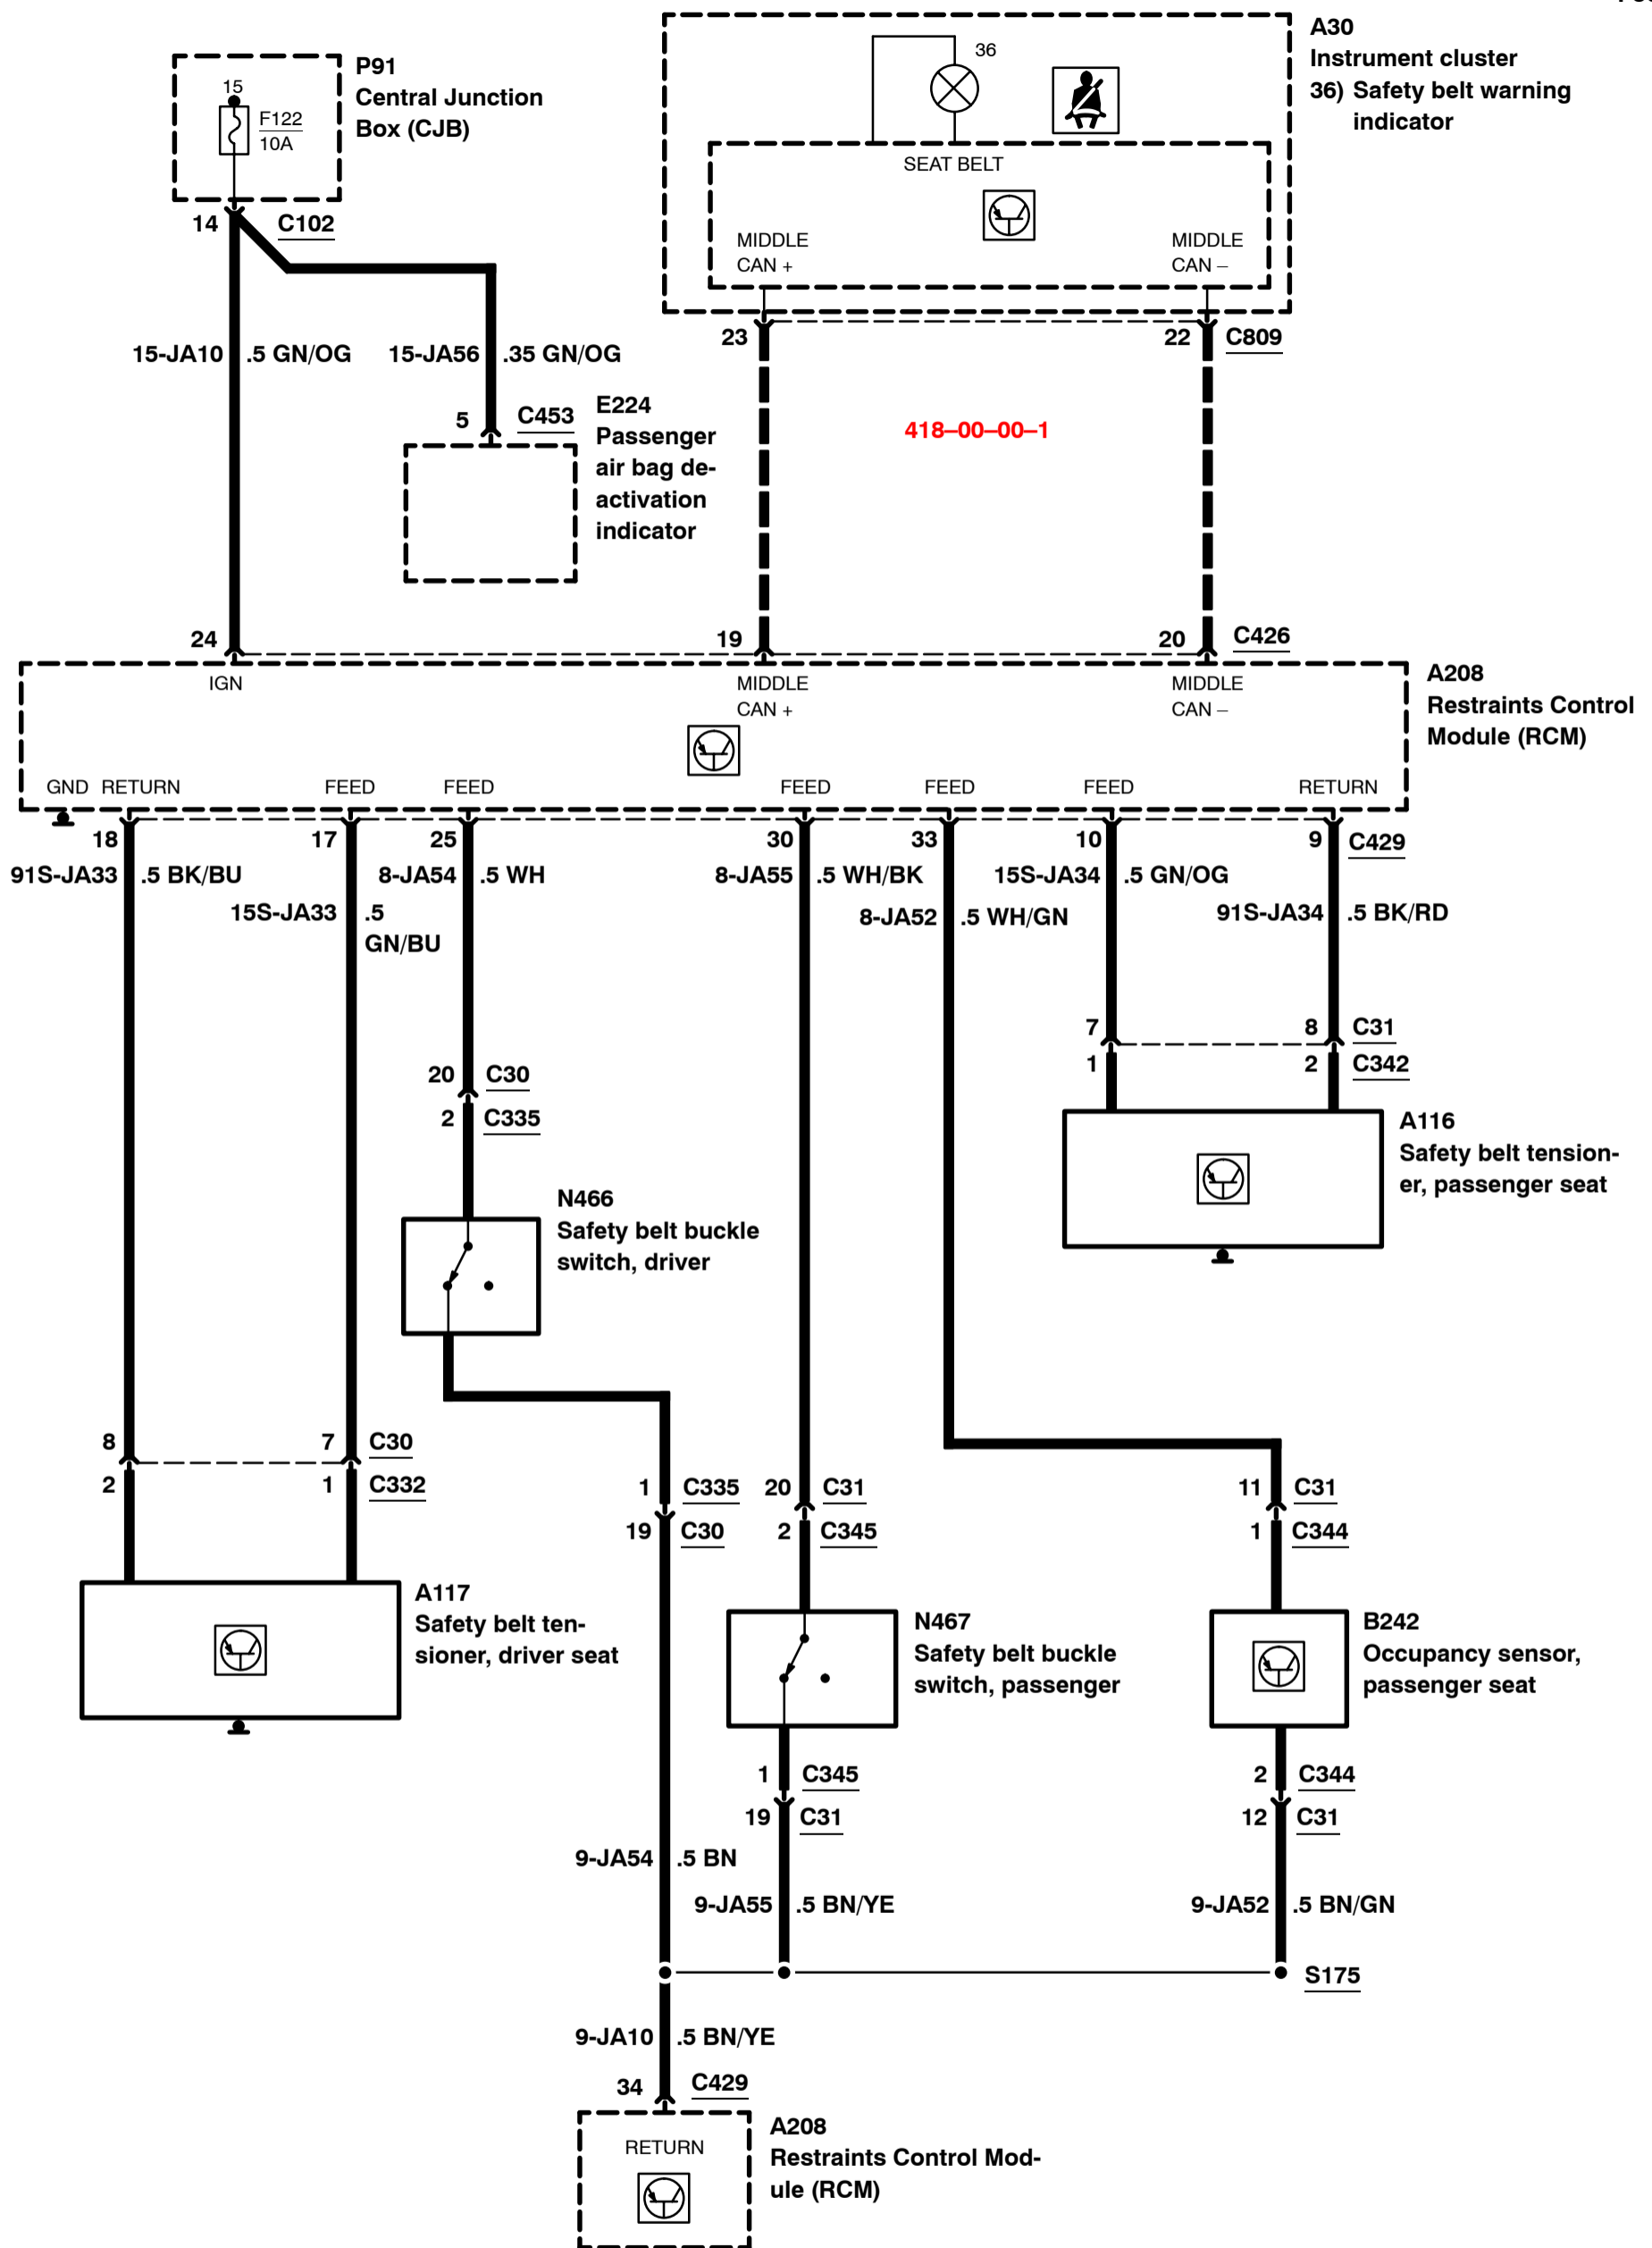 P91
Central Junction
Box (CJB)
15
F122
10A
14 C102
A30
Instrument cluster
36) Safety belt warning
indicator
36
SEAT BELT
MIDDLE
CAN +
MIDDLE
CAN –
23
22 C809
15-JA10 .5 GN/OG
15-JA56 .35 GN/OG
5 C453
E224
Passenger
air bag de-
activation
indicator
418–00–00–1
24
19
20 C426
IGN
MIDDLE
CAN +
MIDDLE
CAN –
A208
Restraints Control
Module (RCM)
GND RETURN FEED FEED FEED FEED FEED RETURN
18 17 25 30 33 10 9 C429
91S-JA33 .5 BK/BU
8-JA54 .5 WH
8-JA55 .5 WH/BK
15S-JA34 .5 GN/OG
15S-JA33 .5
GN/BU
8-JA52 .5 WH/GN
91S-JA34 .5 BK/RD
7 8 C31
1 2 C342
20 C30
2 C335
A116
Safety belt tension-
er, passenger seat
N466
Safety belt buckle
switch, driver
8 7 C30
2 1 C332
1 C335
19 C30
20 C31
2 C345
11 C31
1 C344
A117
Safety belt ten-
sioner, driver seat
N467
Safety belt buckle
switch, passenger
B242
Occupancy sensor,
passenger seat
1 C345
19 C31
2 C344
12 C31
9-JA54 .5 BN
9-JA55 .5 BN/YE
9-JA52 .5 BN/GN
S175
9-JA10 .5 BN/YE
34 C429
RETURN
A208
Restraints Control Mod-
ule (RCM)